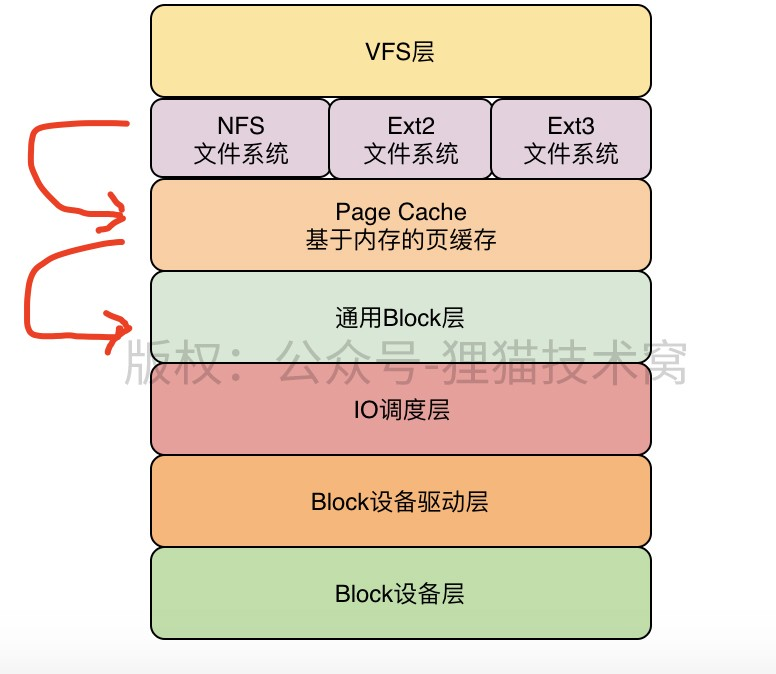 VFS层
NFS
文件系统
Ext2
文件系统
Ext3
文件系统
Page Cache
基于内存的页缓存
通用Block层
版权：公众号-狸猫技术窝
IO调度层
Block设备驱动层
Block设备层